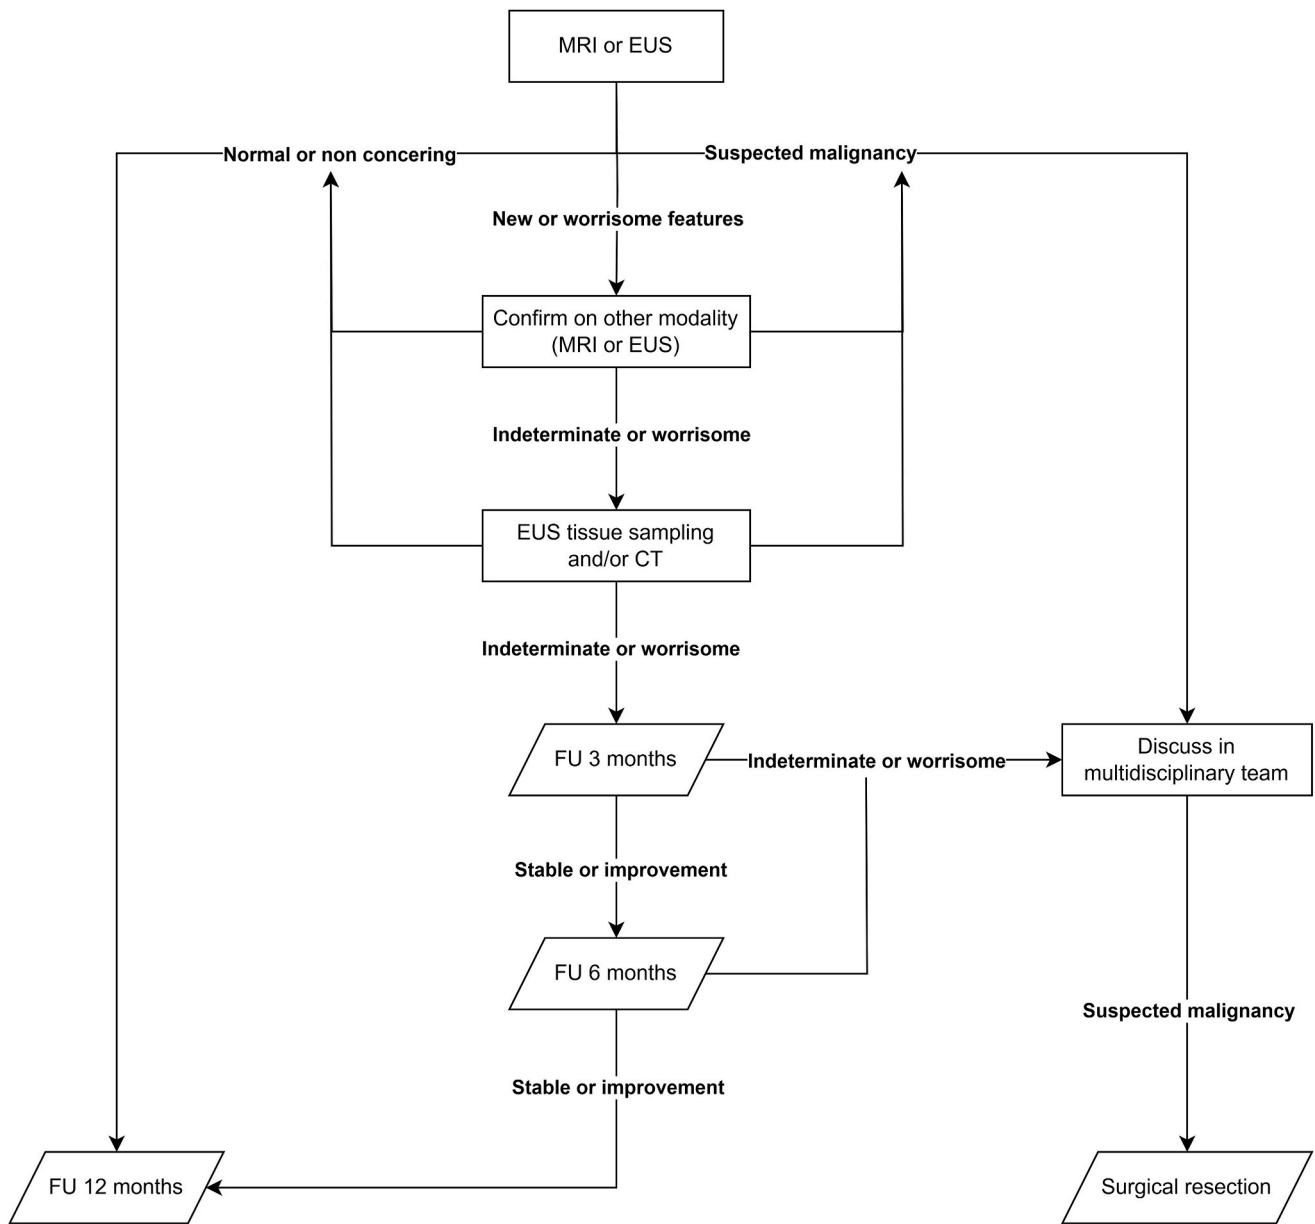 MRI or EUS
Normal or non concering
Suspected malignancy
New or worrisome features
Confirm on other modality
(MRI or EUS)
Indeterminate or worrisome
EUS tissue sampling
and/or CT
Indeterminate or worrisome
FU 3 months
Indeterminate or worrisome
Discuss in
multidisciplinary team
Stable or improvement
FU 6 months
Suspected malignancy
Stable or improvement
FU 12 months
Surgical resection